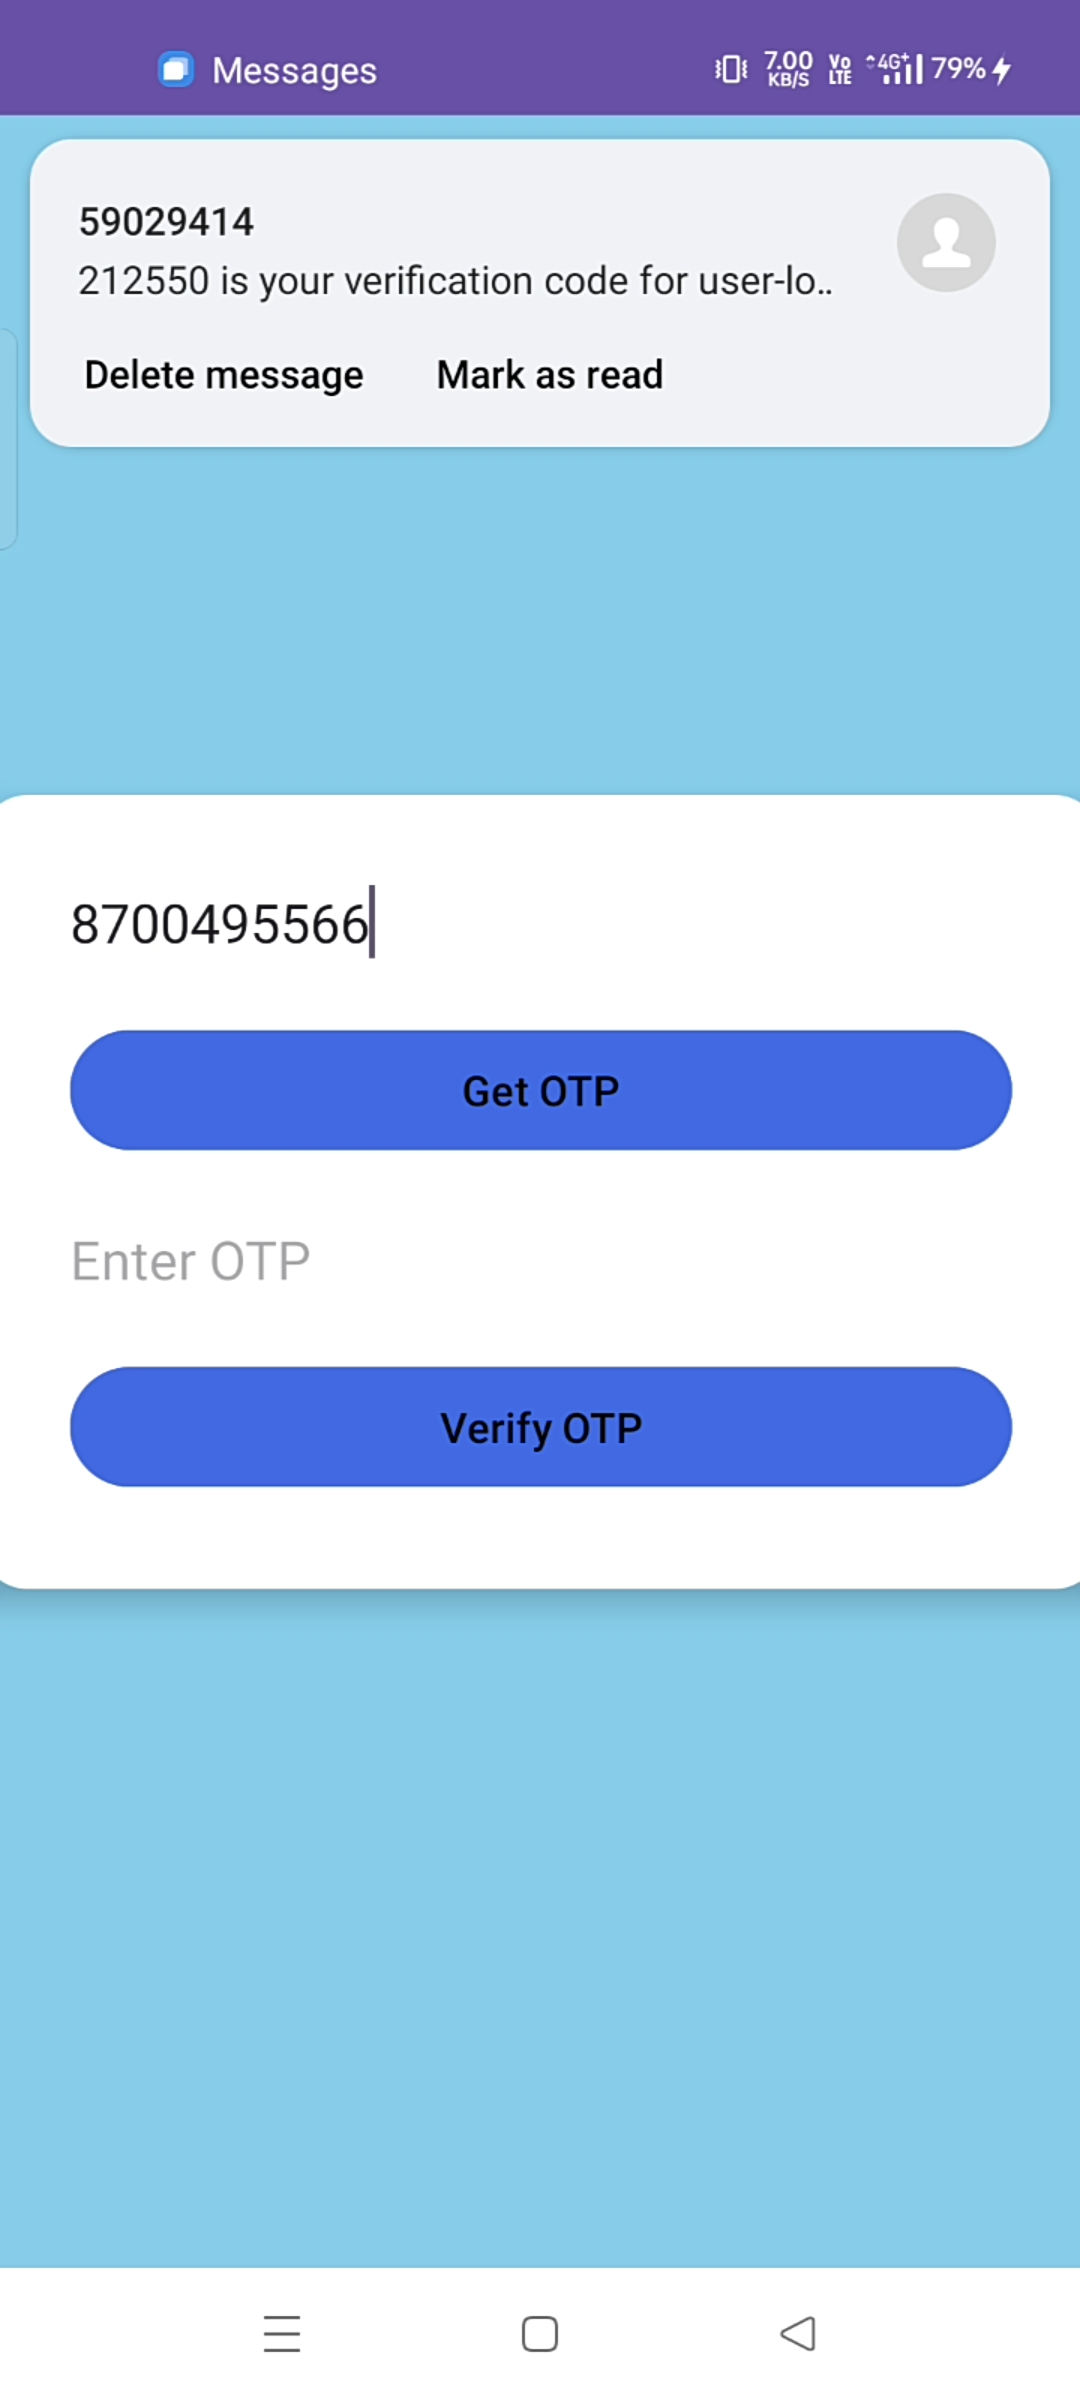 Messages
7.00 KB/S Vo LTE 4G+ 79%
59029414
212550 is your verification code for user-lo..
Delete message Mark as read
8700495566
Get OTP
Enter OTP
Verify OTP